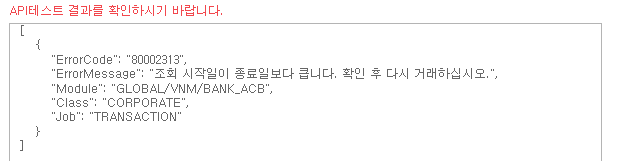 API테스트 결과를 확인하시기 바랍니다.
[
{
"ErrorCode": "80002313",
"ErrorMessage": "조회 시작일이 종료일보다 큽니다. 확인 후 다시 거래하십시오.",
"Module": "GLOBAL/VNM/BANK_ACB",
"Class": "CORPORATE",
"Job": "TRANSACTION"
}
]